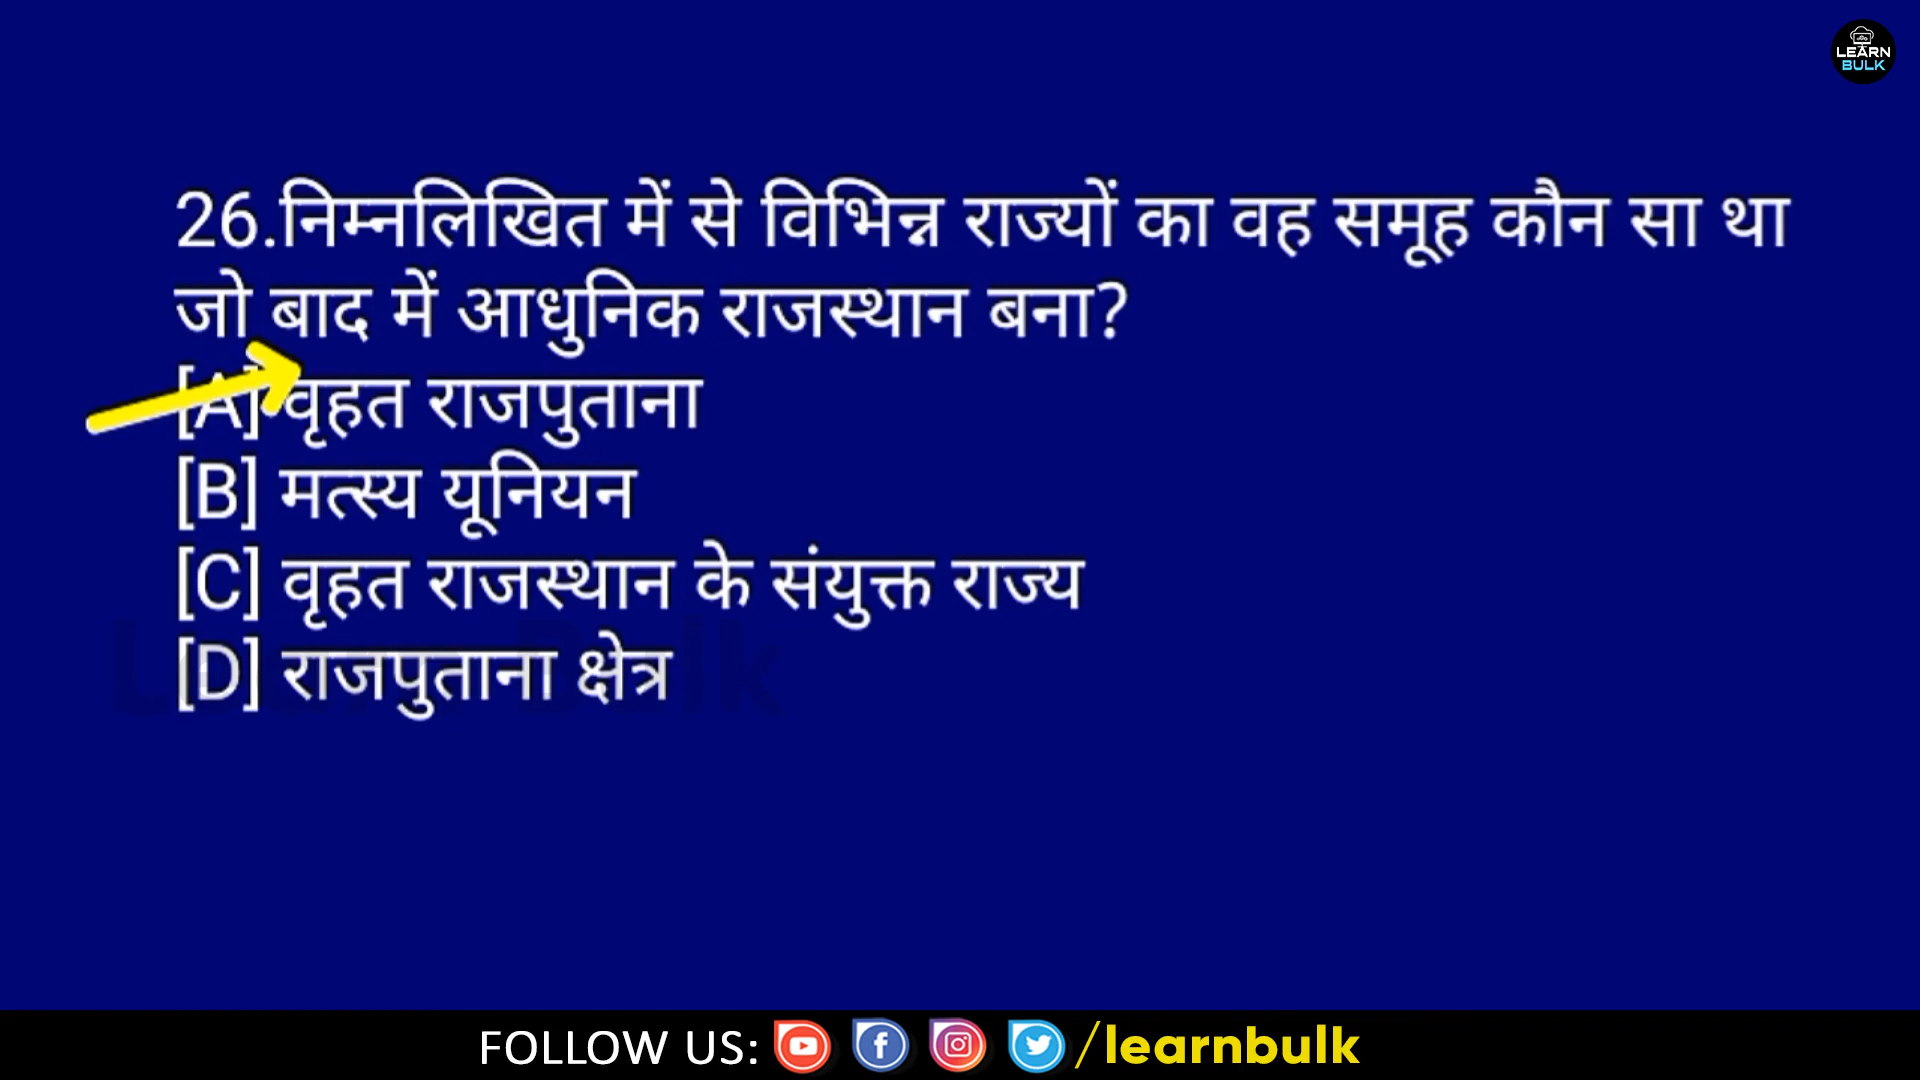 LEARN
BULK
26.निम्नलिखित में से विभिन्न राज्यों का वह समूह कौन सा था
जो बाद में आधुनिक राजस्थान बना?
[A] वृहत राजपुताना
[B] मत्स्य यूनियन
[C] वृहत राजस्थान के संयुक्त राज्य
[D] राजपुताना क्षेत्र
FOLLOW US: /learnbulk